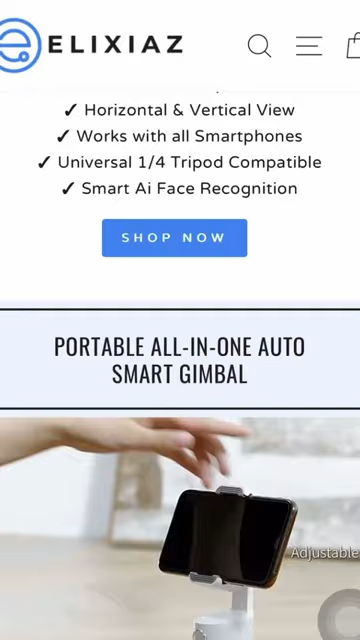 ELIXIAZ
✓ Horizontal & Vertical View
✓ Works with all Smartphones
✓ Universal 1/4 Tripod Compatible
✓ Smart Ai Face Recognition
SHOP NOW
PORTABLE ALL-IN-ONE AUTO
SMART GIMBAL
Adjustable